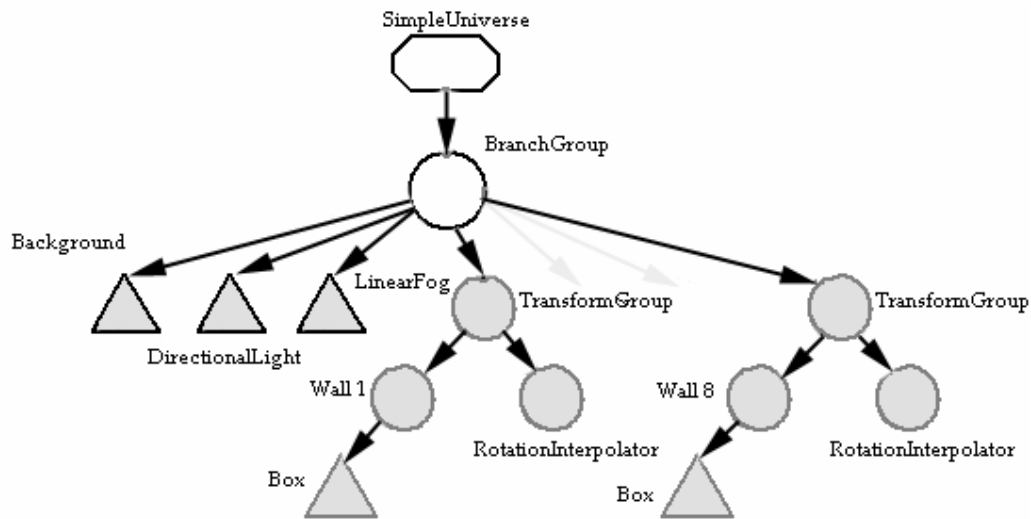 SimpleUniverse
BranchGroup
Background
LinearFog
TransformGroup
TransformGroup
DirectionalLight
Wall 1
Wall 8
RotationInterpolator
RotationInterpolator
Box
Box